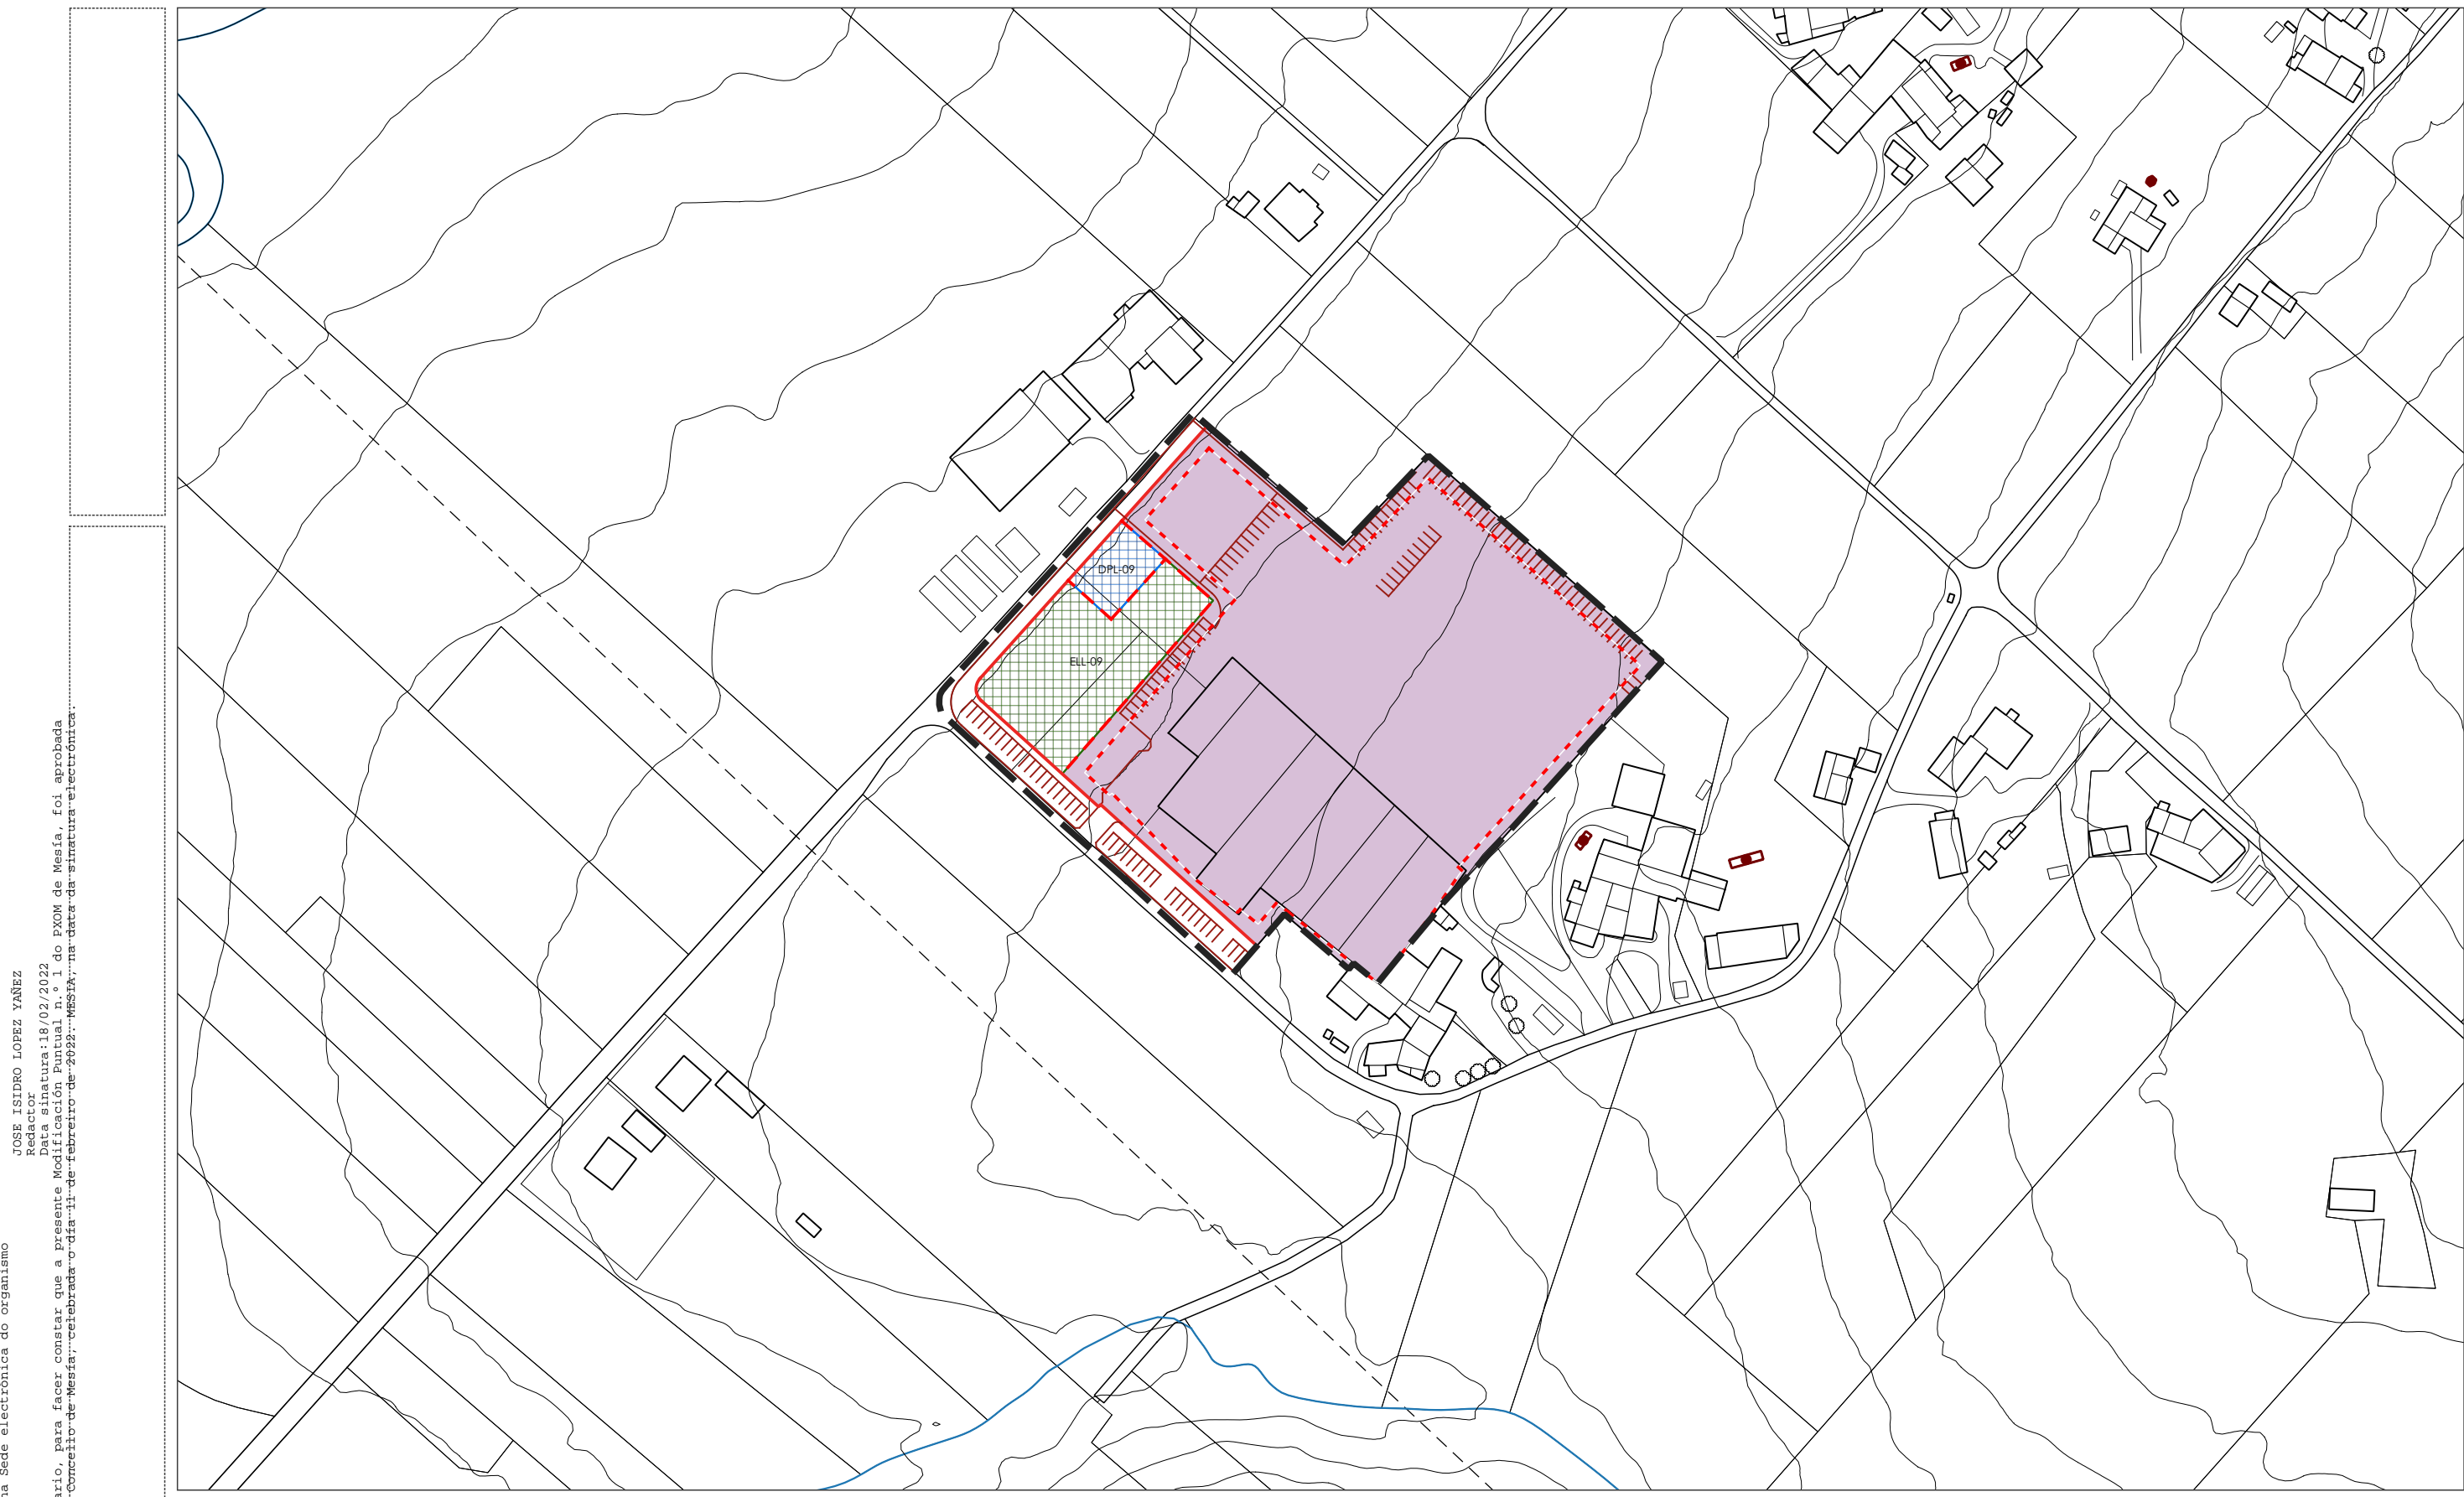 DPL-09
ELL-09
JOSE ISIDRO LOPEZ YAÑEZ
Redactor
Data sinatura:18/02/2022
Sede electrónica do organismo
para facer constar que a presente Modificación Puntual n.º 1 do PXOM de Mesía, foi aprobada
Concello de Mesía, celebrada o día 11 de febreiro de 2022. MESIA, na data da sinatura electrónica.